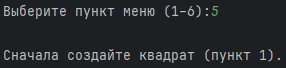 Выберите пункт меню (1–6):5
Сначала создайте квадрат (пункт 1).